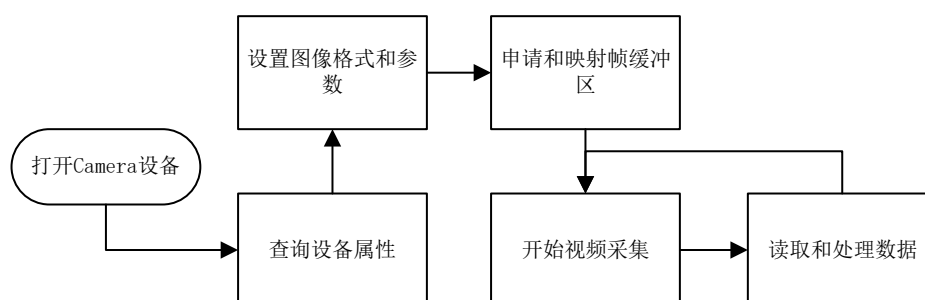 设置图像格式和参
数
申请和映射帧缓冲
区
打开Camera设备
查询设备属性
开始视频采集
读取和处理数据